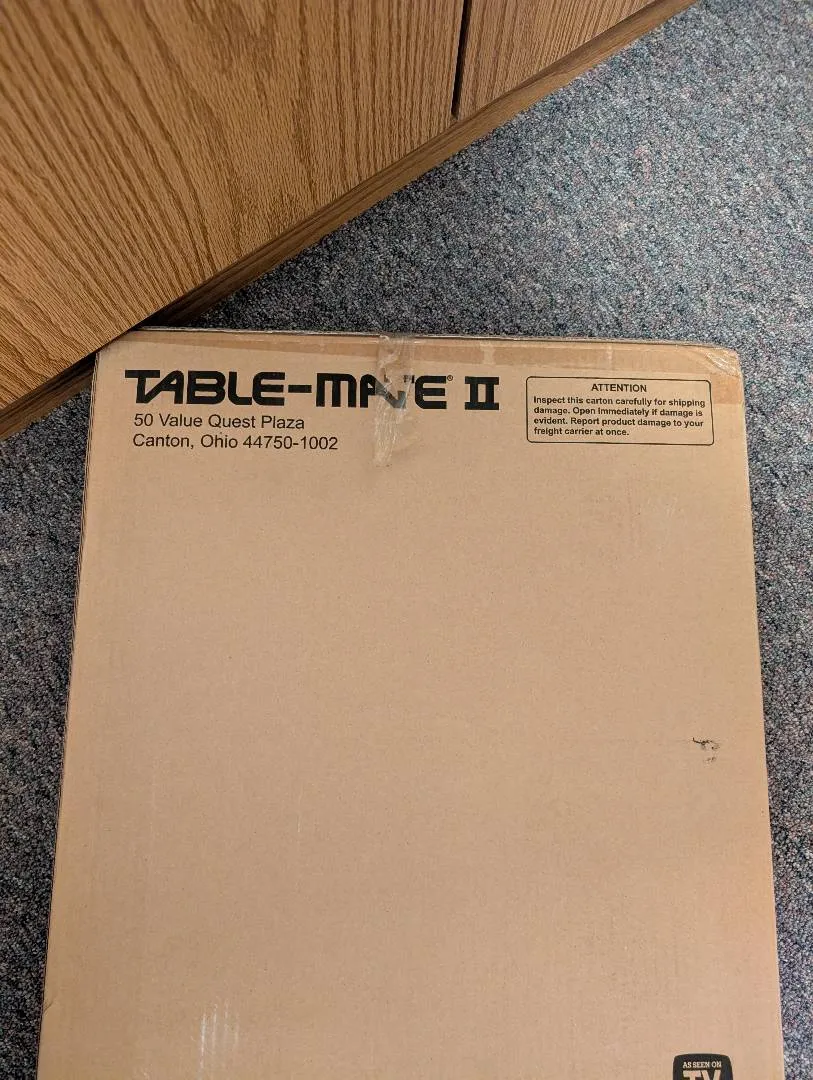 TABLE-MATE® II
50 Value Quest Plaza
Canton, Ohio 44750-1002
ATTENTION
Inspect this carton carefully for shipping
damage. Open Immediately if damage is
evident. Report product damage to your
freight carrier at once.
AS SEEN ON
TV